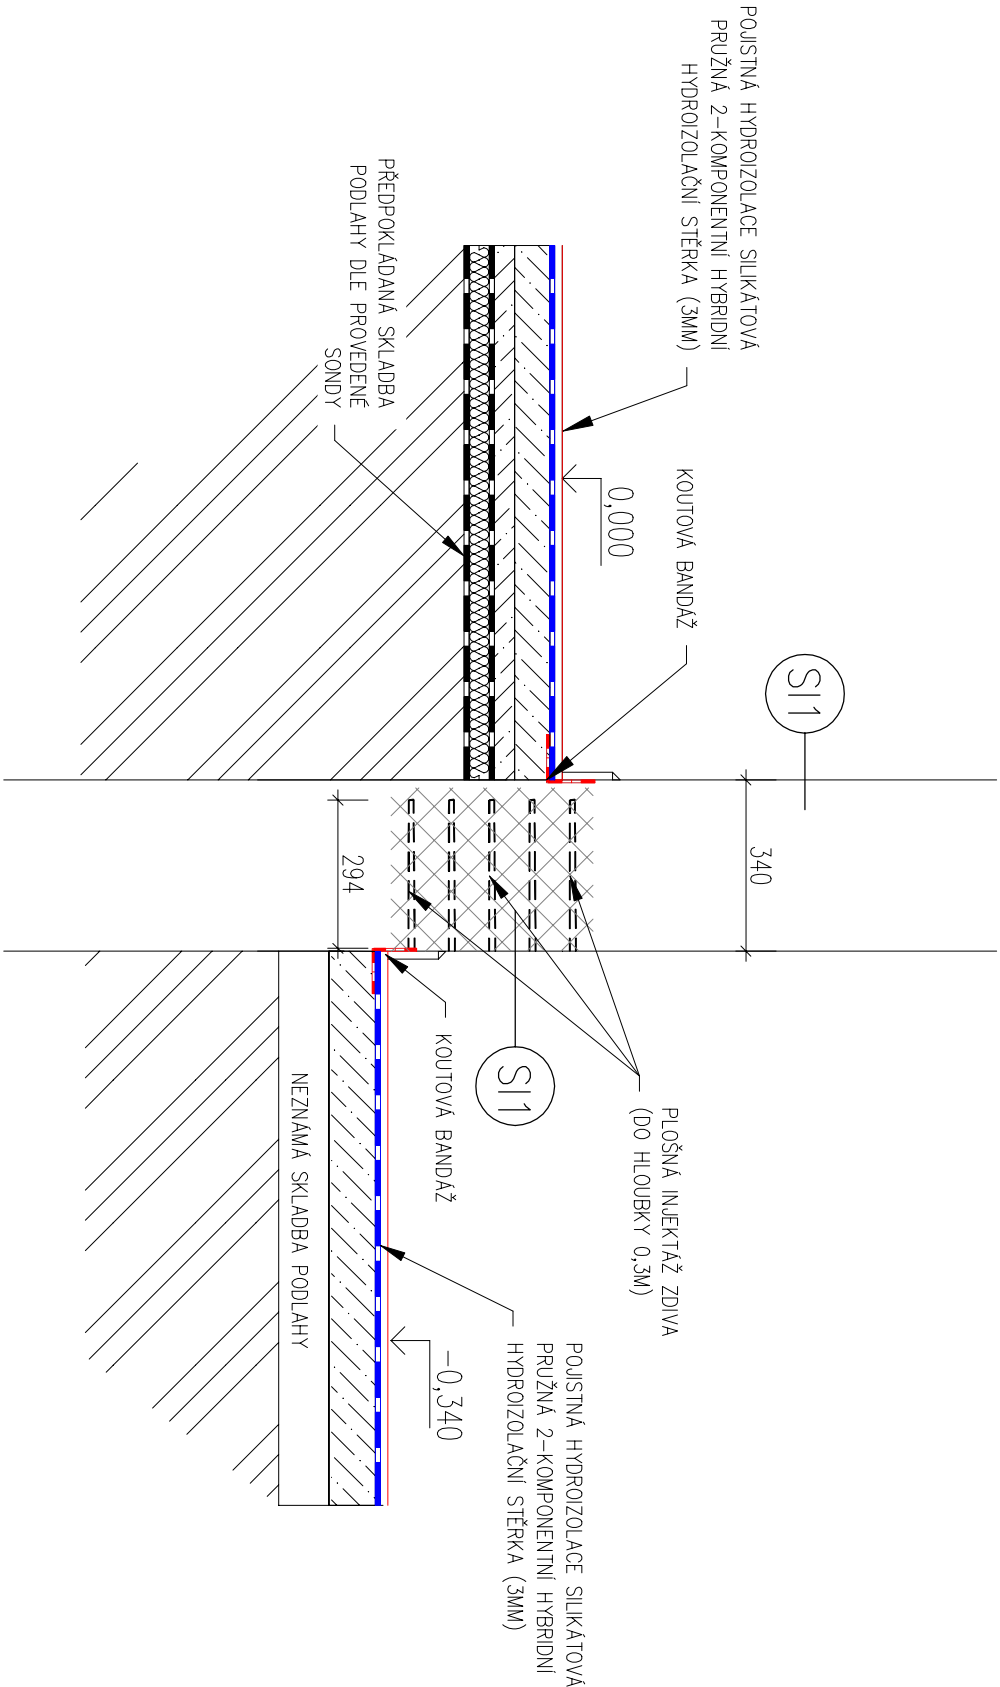 POJISTNÁ HYDROIZOLACE SILIKÁTOVÁ
PRUŽNÁ 2-KOMPONENTNÍ HYBRIDNÍ
HYDROIZOLAČNÍ STĚRKA (3MM)
KOUTOVÁ BANDÁŽ
0,000
PŘEDPOKLÁDANÁ SKLADBA
PODLAHY DLE PROVEDENÉ
SONDY
SI1
340
294
SI1
PLOŠNÁ INJEKTÁŽ ZDIVA
(DO HLOUBKY 0,3M)
KOUTOVÁ BANDÁŽ
NEZNÁMÁ SKLADBA PODLAHY
-0,340
POJISTNÁ HYDROIZOLACE SILIKÁTOVÁ
PRUŽNÁ 2-KOMPONENTNÍ HYBRIDNÍ
HYDROIZOLAČNÍ STĚRKA (3MM)